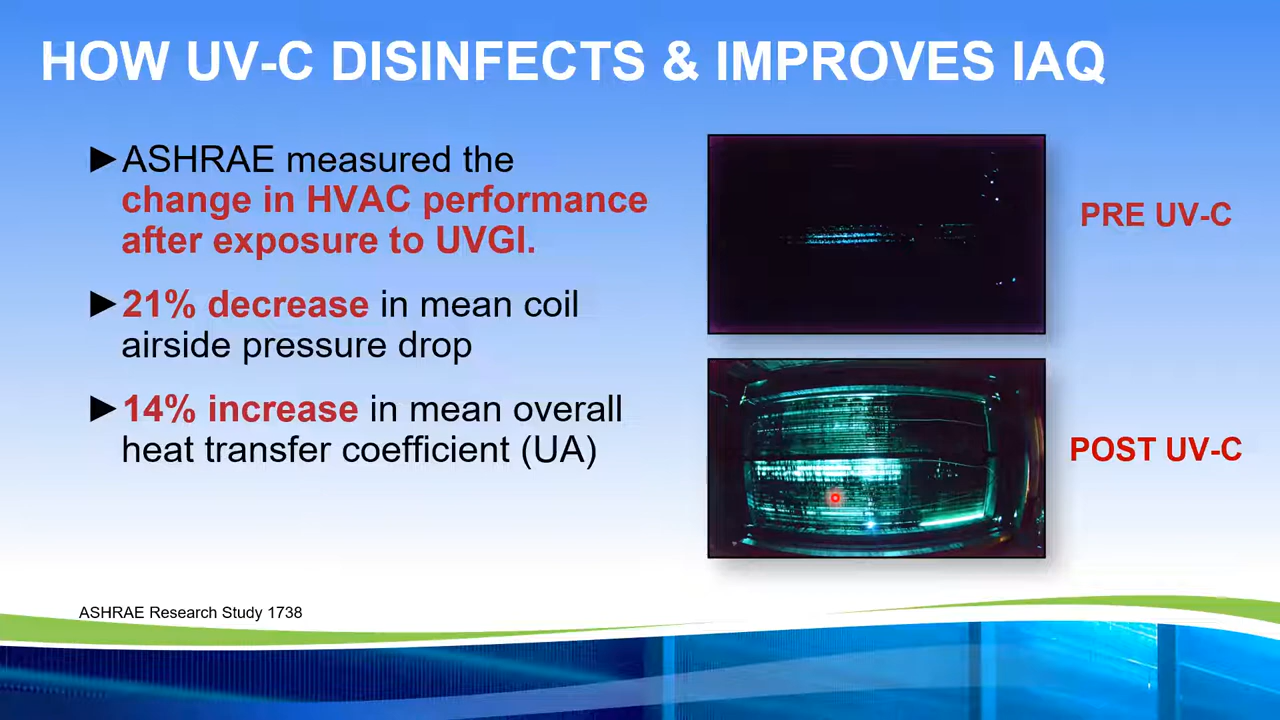 HOW UV-C DISINFECTS & IMPROVES IAQ
►ASHRAE measured the
change in HVAC performance
after exposure to UVGI.
►21% decrease in mean coil
airside pressure drop
►14% increase in mean overall
heat transfer coefficient (UA)
PRE UV-C
POST UV-C
ASHRAE Research Study 1738